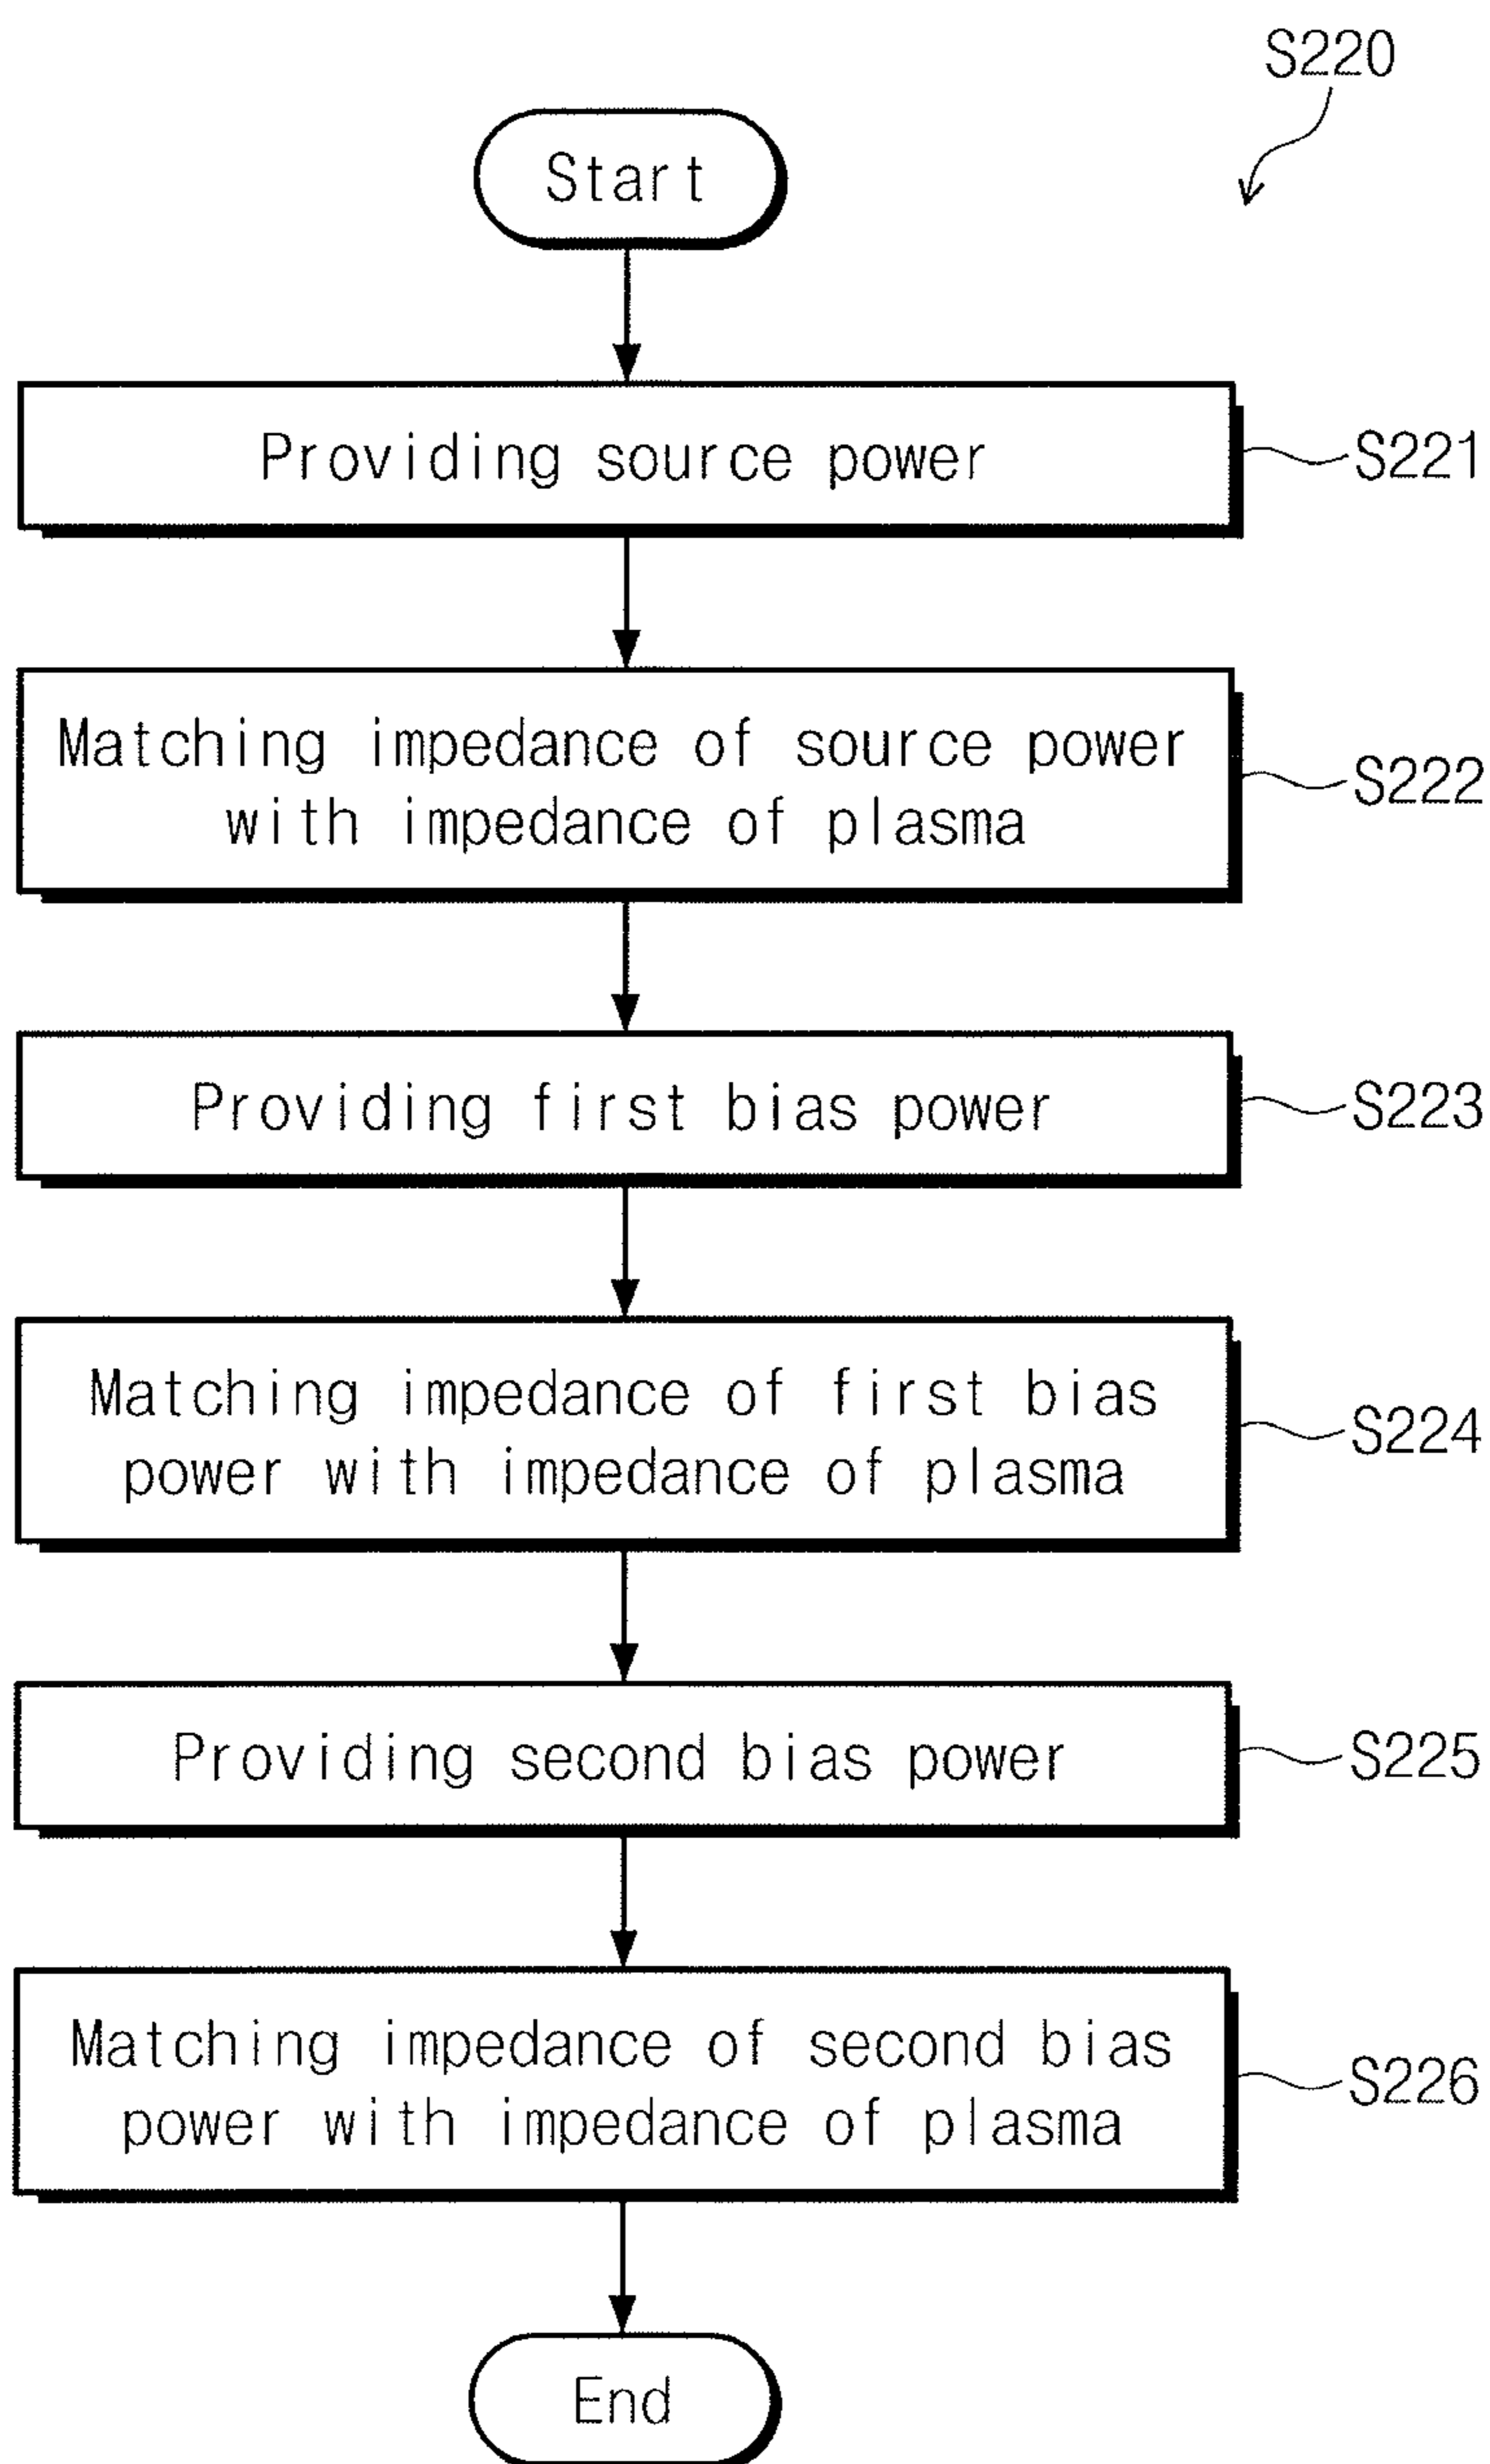 S220
Start
Providing source power
S221
Matching impedance of source power
with impedance of plasma
S222
Providing first bias power
S223
Matching impedance of first bias
power with impedance of plasma
S224
Providing second bias power
S225
Matching impedance of second bias
power with impedance of plasma
S226
End